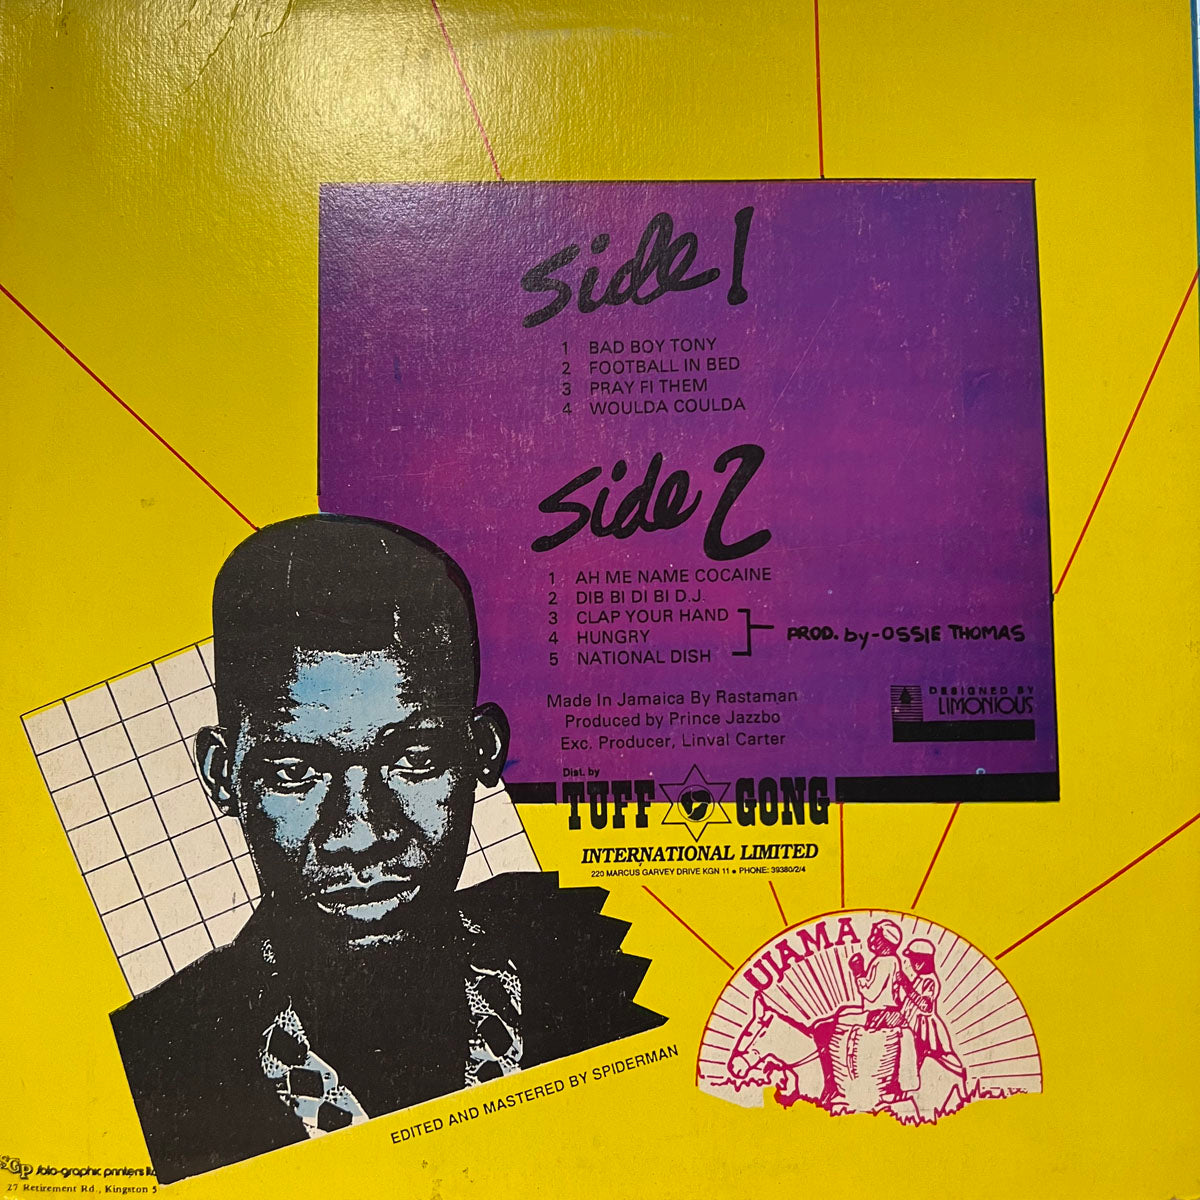 Side 1
1 BAD BOY TONY
2 FOOTBALL IN BED
3 PRAY FI THEM
4 WOULDA COULDA
Side 2
1 AH ME NAME COCAINE
2 DIB BI DI BI D.J.
3 CLAP YOUR HAND
4 HUNGRY
5 NATIONAL DISH
PROD. by-OSSIE THOMAS
Made In Jamaica By Rastaman
Produced by Prince Jazzbo
Exc. Producer, Linval Carter
DESIGNED BY
LIMONIOUS
Dist. by
TUFF GONG
INTERNATIONAL LIMITED
220 MARCUS GARVEY DRIVE KGN 11 • PHONE: 39380/2/4
UJAMA
EDITED AND MASTERED BY SPIDERMAN
SGP solo-graphic printers
27 Retirement Rd., Kingston 5